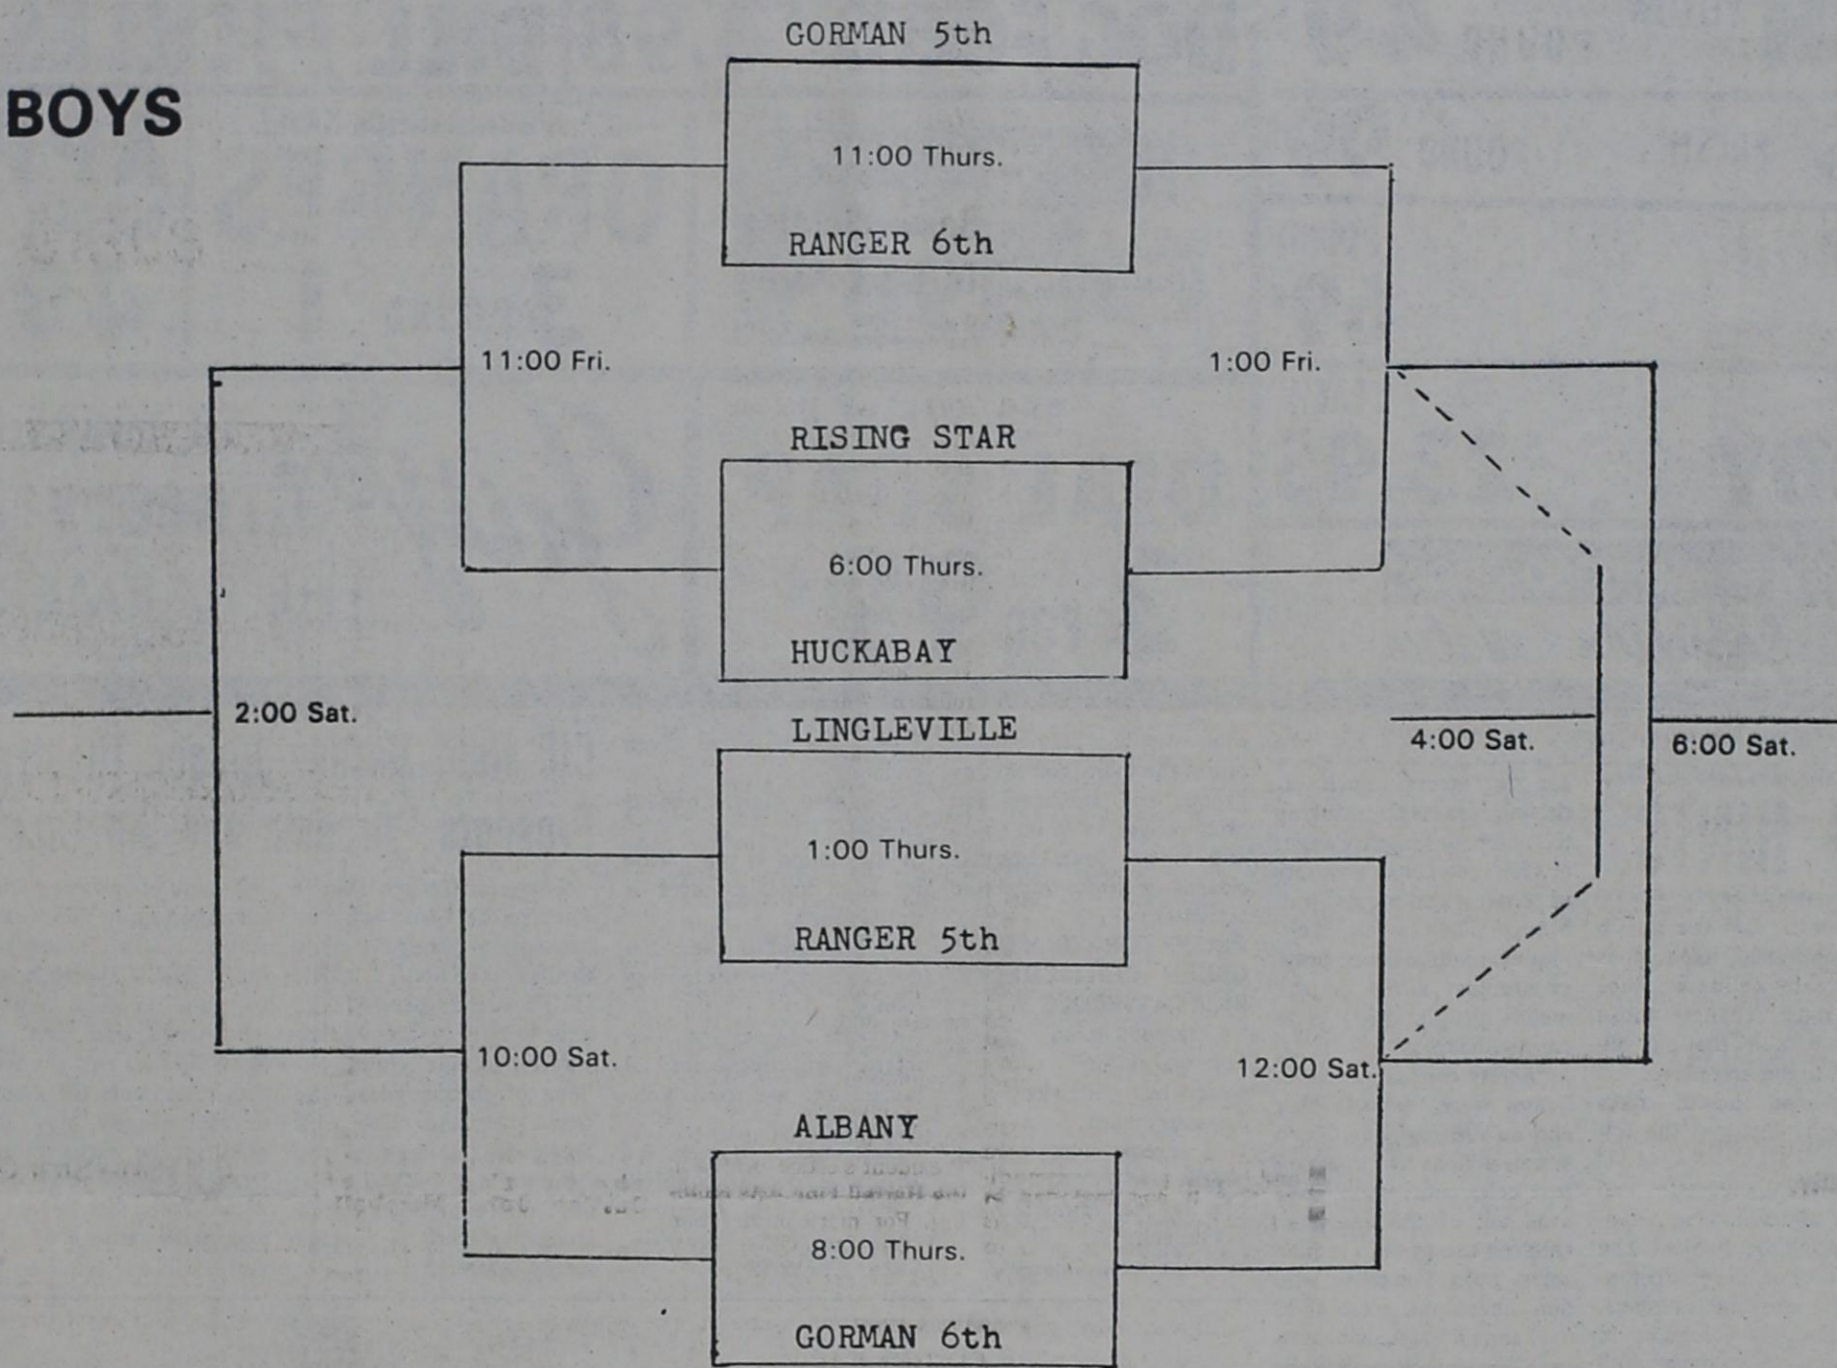 BOYS
GORMAN 5th
11:00 Thurs.
RANGER 6th
11:00 Fri.
1:00 Fri.
RISING STAR
6:00 Thurs.
HUCKABAY
2:00 Sat.
LINGLEVILLE
4:00 Sat.
6:00 Sat.
1:00 Thurs.
RANGER 5th
10:00 Sat.
12:00 Sat.
ALBANY
8:00 Thurs.
GORMAN 6th